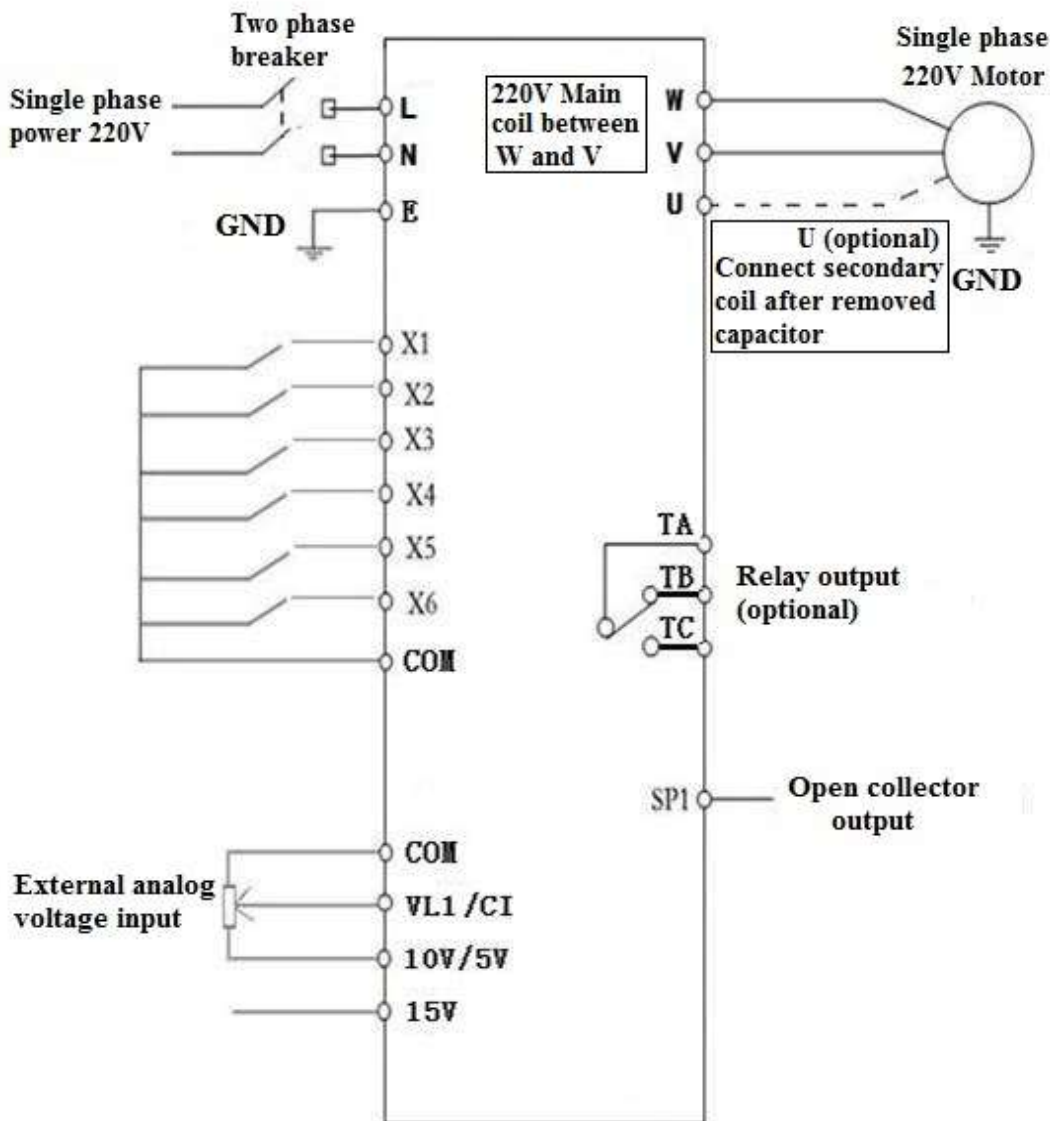 Two phase
breaker
Single phase
power 220V
L
N
E
GND
220V Main
coil between
W and V
W
V
U
Single phase
220V Motor
U (optional)
Connect secondary
coil after removed
capacitor
GND
X1
X2
X3
X4
X5
X6
COM
TA
TB
TC
Relay output
(optional)
SP1
Open collector
output
External analog
voltage input
COM
VL1/CI
10V/5V
15V